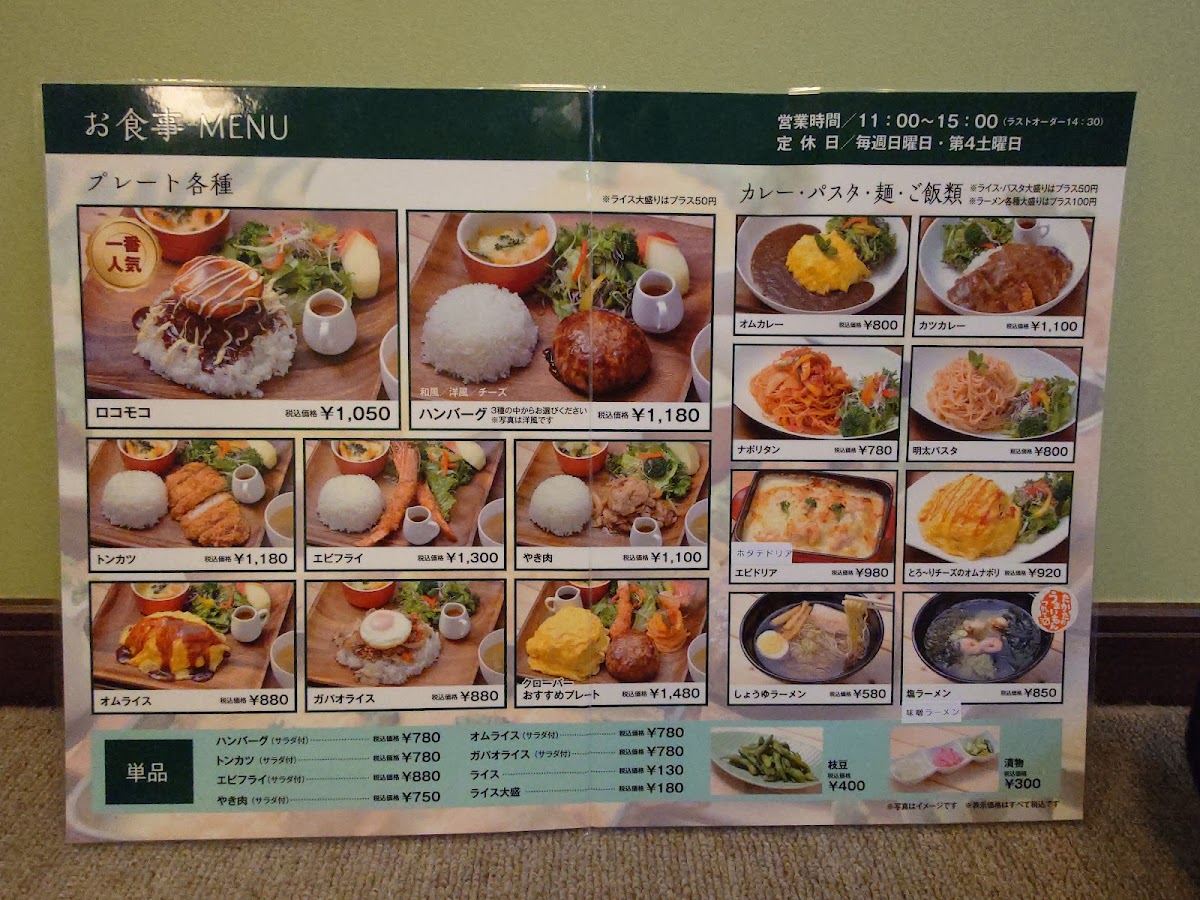 お食事 MENU
営業時間／11：00〜15：00（ラストオーダー14：30）
定休日／毎週日曜日・第4土曜日
プレート各種
※ライス大盛りはプラス50円
一番
人気
ロコモコ 税込価格 ¥1,050
和風／洋風／チーズ
ハンバーグ 3種の中からお選びください
※写真は洋風です
税込価格 ¥1,180
トンカツ 税込価格 ¥1,180
エビフライ 税込価格 ¥1,300
やき肉 税込価格 ¥1,100
オムライス 税込価格 ¥880
ガパオライス 税込価格 ¥880
クローバー
おすすめプレート 税込価格 ¥1,480
カレー・パスタ・麺・ご飯類
※ライス・パスタ大盛りはプラス50円
※ラーメン各種大盛りはプラス100円
オムカレー 税込価格 ¥800
カツカレー 税込価格 ¥1,100
ナポリタン 税込価格 ¥780
明太パスタ 税込価格 ¥800
ホタテドリア
エビドリア 税込価格 ¥980
とろ〜りチーズのオムナポリ 税込価格 ¥920
しょうゆラーメン 税込価格 ¥580
塩ラーメン 税込価格 ¥850
味噌ラーメン
単品
ハンバーグ（サラダ付） 税込価格 ¥780
トンカツ（サラダ付） 税込価格 ¥780
エビフライ（サラダ付） 税込価格 ¥880
やき肉（サラダ付） 税込価格 ¥750
オムライス（サラダ付） 税込価格 ¥780
ガパオライス（サラダ付） 税込価格 ¥780
ライス 税込価格 ¥130
ライス大盛 税込価格 ¥180
枝豆
税込価格
¥400
漬物
税込価格
¥300
※写真はイメージです ※表示価格はすべて税込です